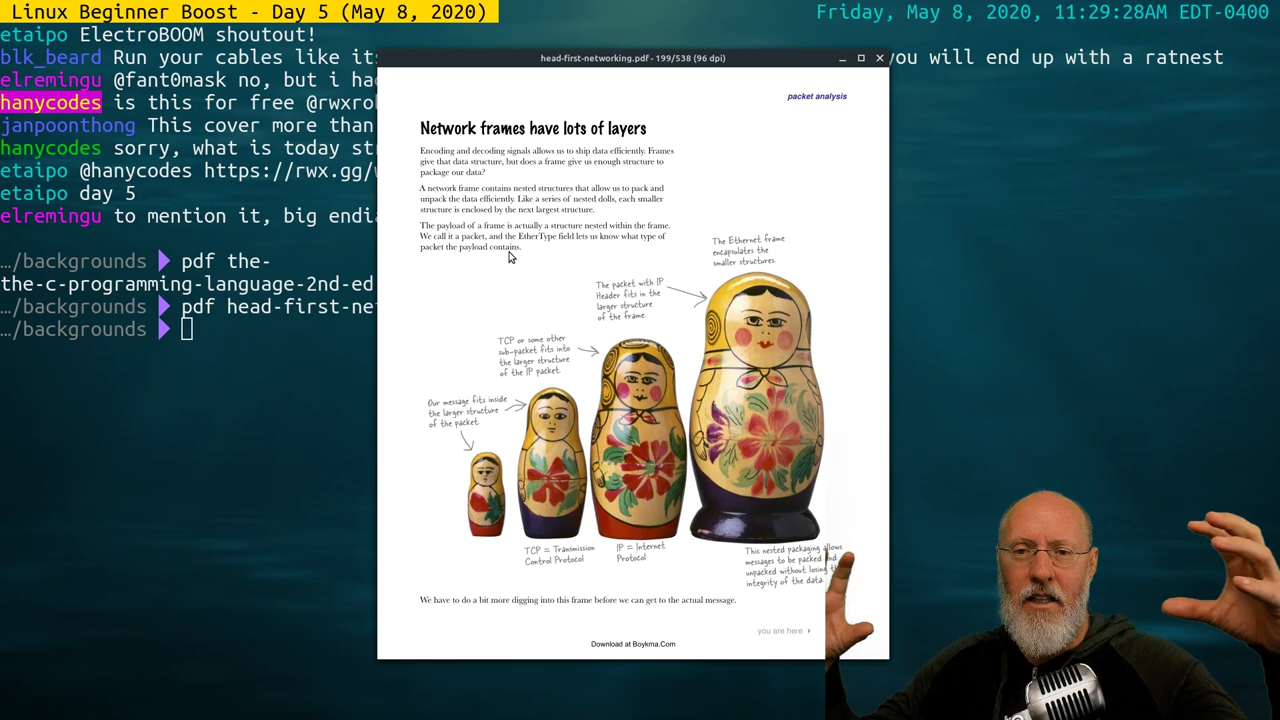 Linux Beginner Boost - Day 5 (May 8, 2020)
Friday, May 8, 2020, 11:29:28AM EDT-0400
etaipo ElectroBOOM shoutout!
blk_beard Run your cables like it you will end up with a ratnest
elremingu @fant0mask no, but i ha
hanycodes is this for free @rwxro
janpoonthong This cover more than
hanycodes sorry, what is today st
etaipo @hanycodes https://rwx.gg/
etaipo day 5
elremingu to mention it, big endi
…/backgrounds pdf the-
the-c-programming-language-2nd-ed
…/backgrounds pdf head-first-ne
…/backgrounds
head-first-networking.pdf - 199/538 (96 dpi)
packet analysis
Network frames have lots of layers
Encoding and decoding signals allows us to ship data efficiently. Frames
give that data structure, but does a frame give us enough structure to
package our data?
A network frame contains nested structures that allow us to pack and
unpack the data efficiently. Like a series of nested dolls, each smaller
structure is enclosed by the next largest structure.
The payload of a frame is actually a structure nested within the frame.
We call it a packet, and the EtherType field lets us know what type of
packet the payload contains.
The Ethernet frame
encapsulates the
smaller structures.
The packet with IP
Header fits in the
larger structure
of the frame.
TCP or some other
sub-packet fits into
the larger structure
of the IP packet.
Our message fits inside
the larger structure
of the packet.
TCP = Transmission
Control Protocol
IP = Internet
Protocol
This nested packaging allows
messages to be packed and
unpacked without losing
integrity of the data.
We have to do a bit more digging into this frame before we can get to the actual message.
you are here
Download at Boykma.Com